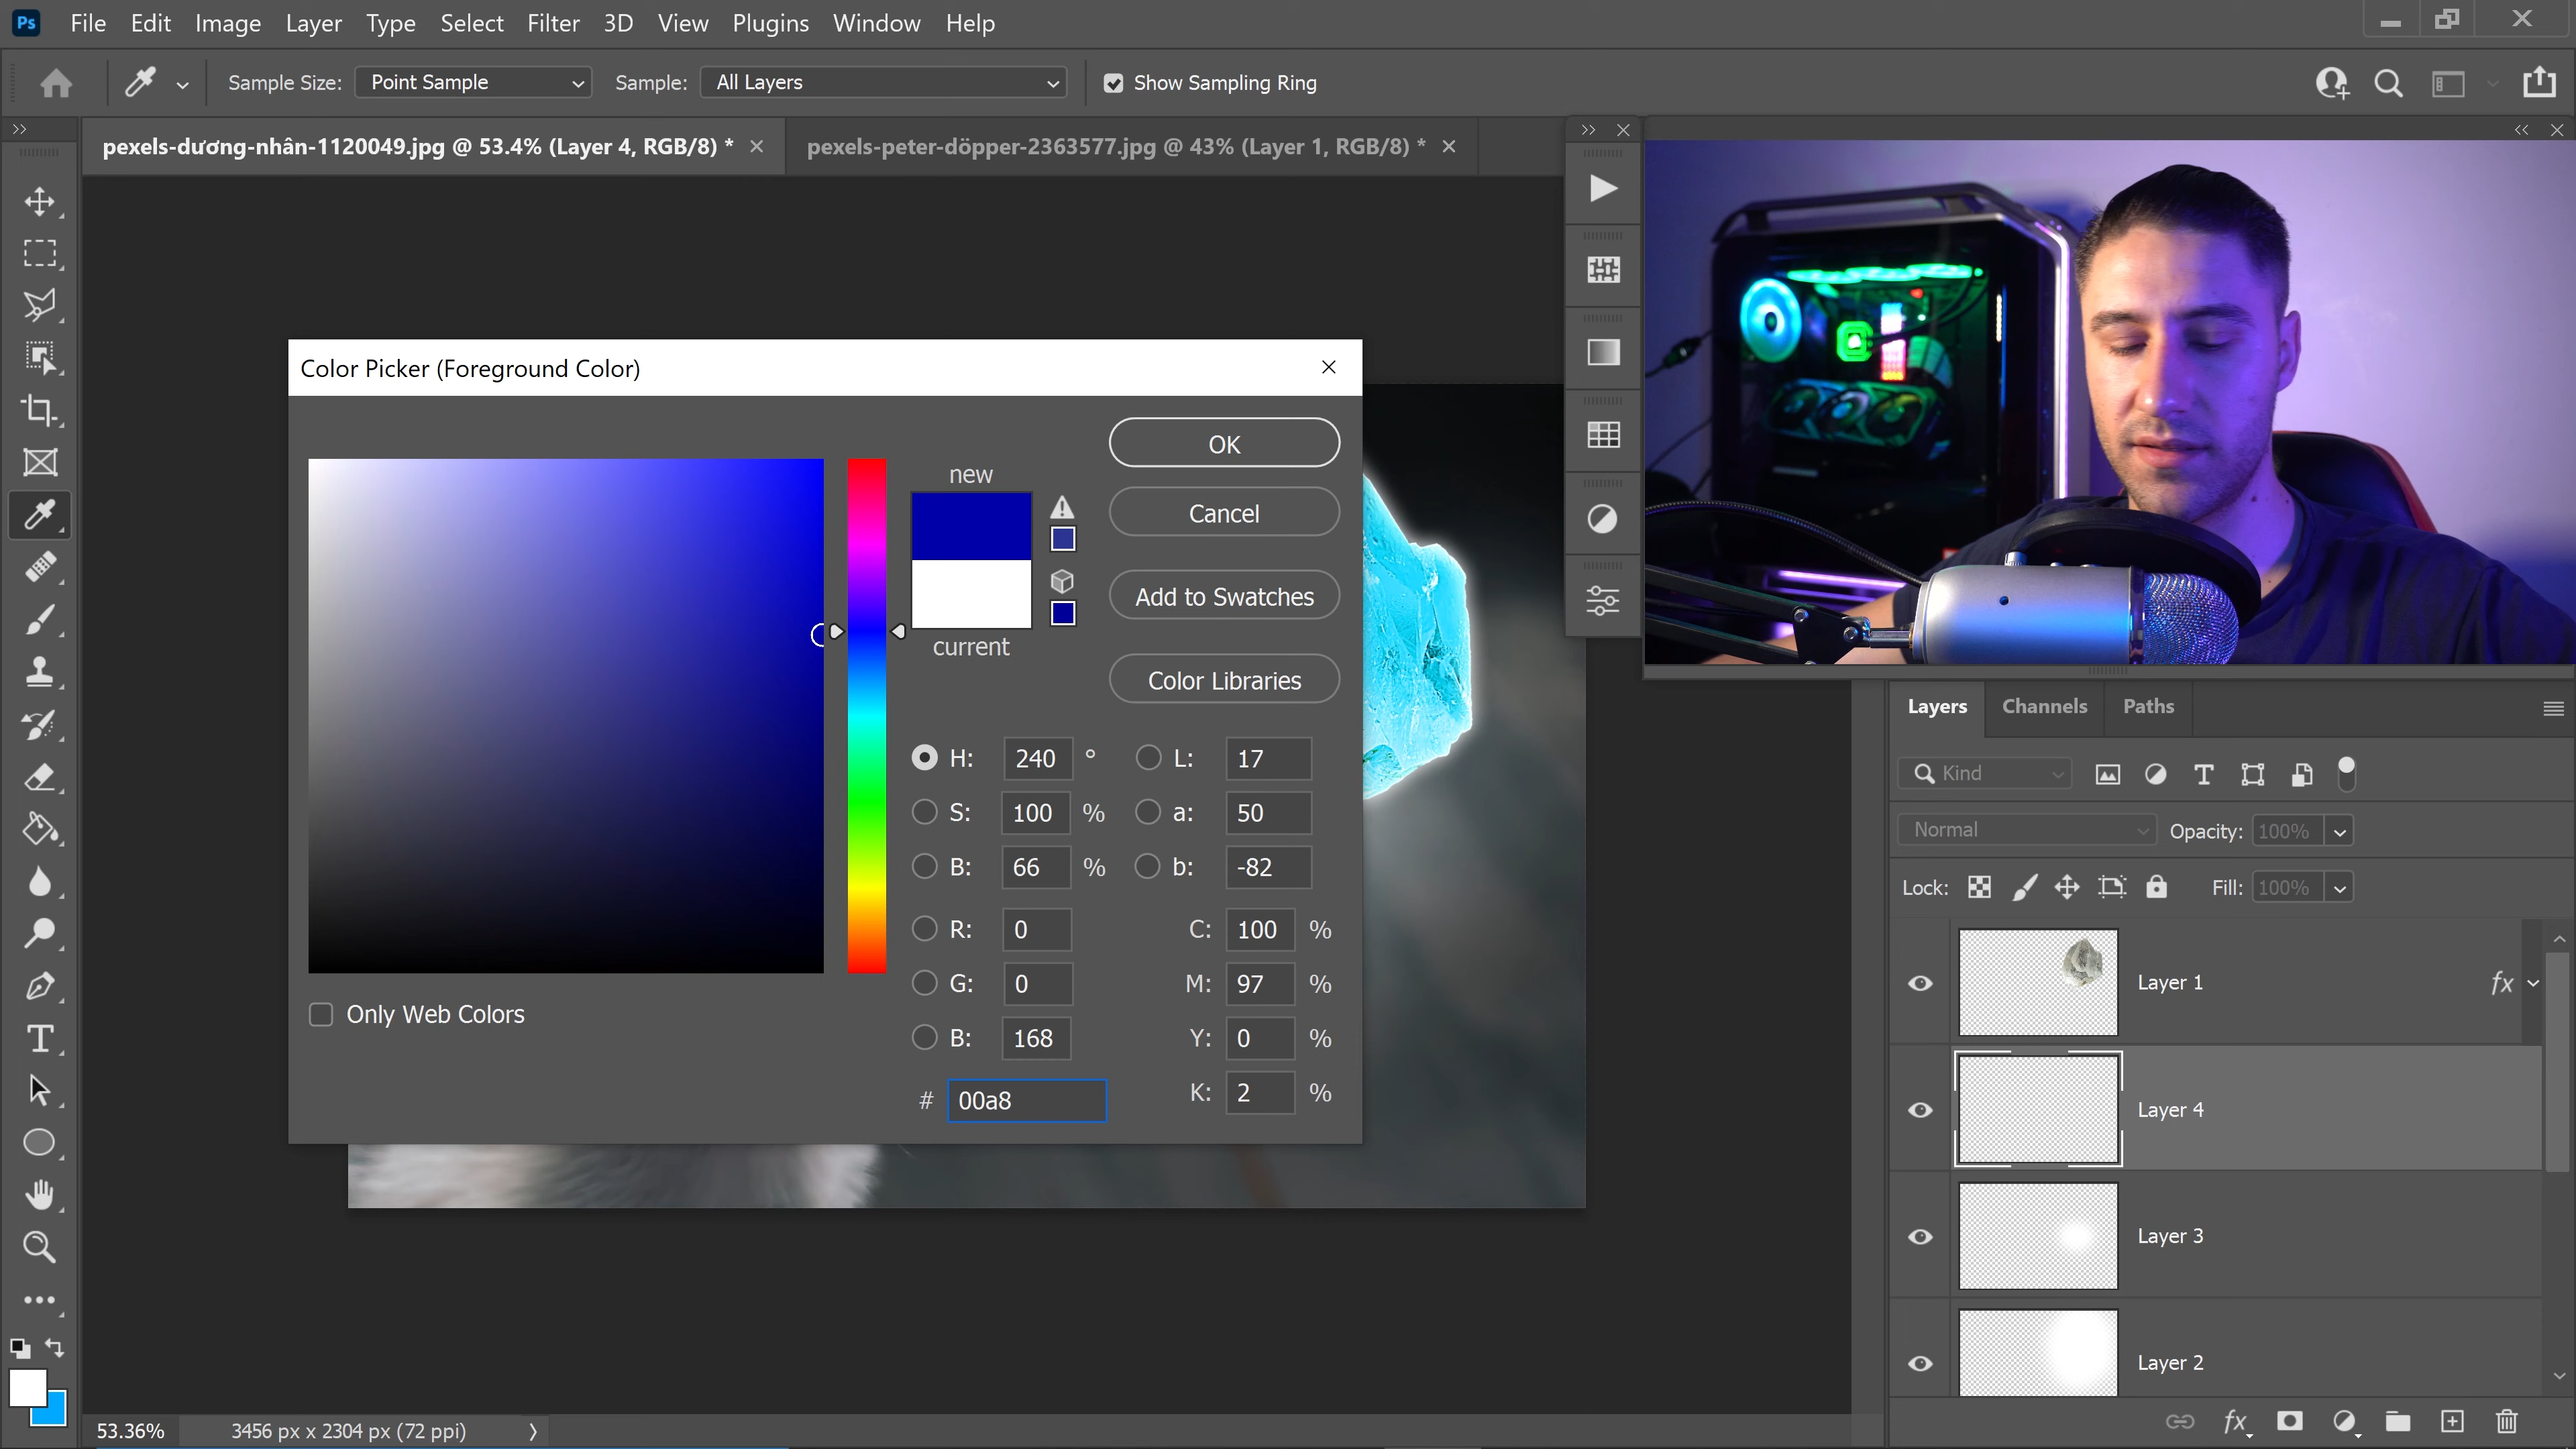 Ps File Edit Image Layer Type Select Filter 3D View Plugins Window Help
Sample Size: Point Sample Sample: All Layers Show Sampling Ring
pexels-dương-nhân-1120049.jpg @ 53.4% (Layer 4, RGB/8) * pexels-peter-döpper-2363577.jpg @ 43% (Layer 1, RGB/8) *
Color Picker (Foreground Color)
new
current
OK
Cancel
Add to Swatches
Color Libraries
H: 240 ° L: 17
S: 100 % a: 50
B: 66 % b: -82
R: 0 C: 100 %
G: 0 M: 97 %
B: 168 Y: 0 %
# 00a8 K: 2 %
Only Web Colors
Layers Channels Paths
Kind
Normal Opacity: 100%
Lock: Fill: 100%
Layer 1 fx
Layer 4
Layer 3
Layer 2
fx
53.36% 3456 px x 2304 px (72 ppi)